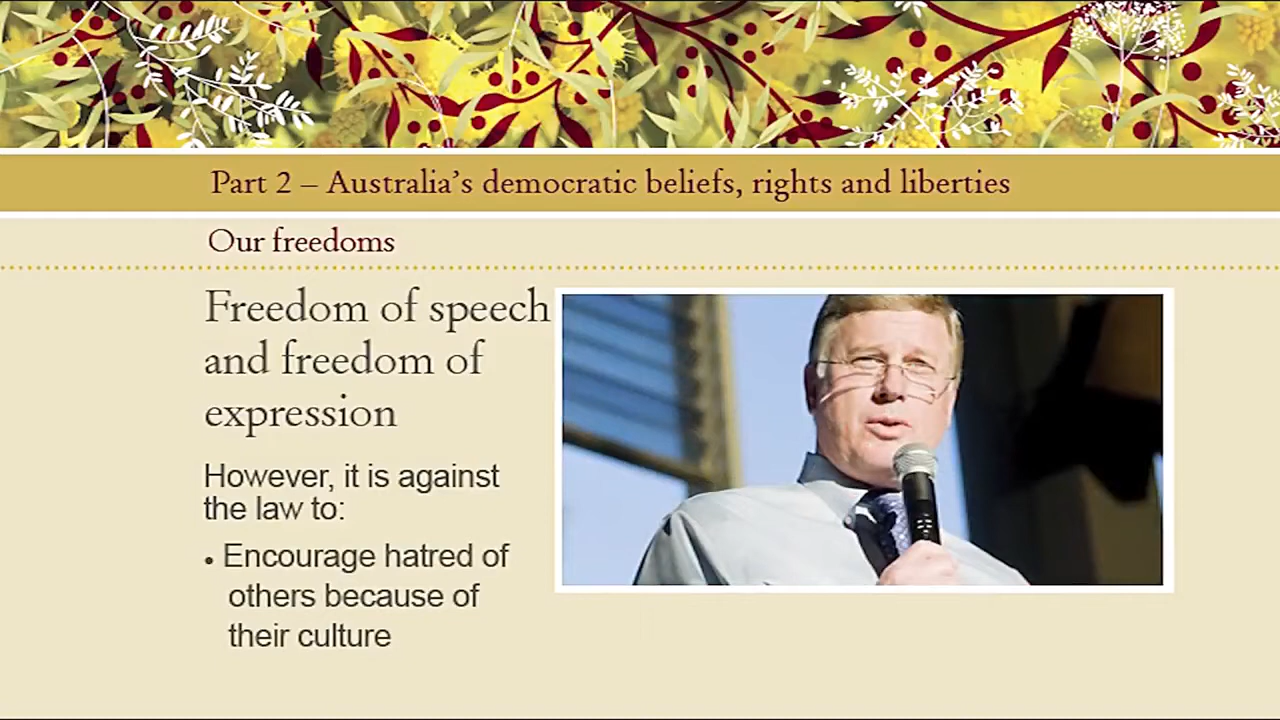 Part 2 – Australia’s democratic beliefs, rights and liberties
Our freedoms
Freedom of speech
and freedom of
expression
However, it is against
the law to:
• Encourage hatred of
others because of
their culture